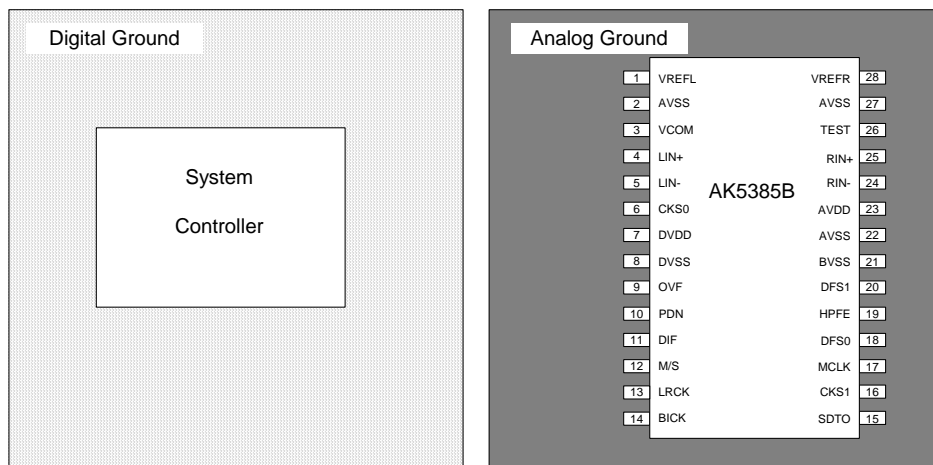 Digital Ground
System
Controller
Analog Ground
1 VREFL VREFR 28
2 AVSS AVSS 27
3 VCOM TEST 26
4 LIN+ RIN+ 25
5 LIN- RIN- 24
AK5385B
6 CKS0 AVDD 23
7 DVDD AVSS 22
8 DVSS BVSS 21
9 OVF DFS1 20
10 PDN HPFE 19
11 DIF DFS0 18
12 M/S MCLK 17
13 LRCK CKS1 16
14 BICK SDTO 15